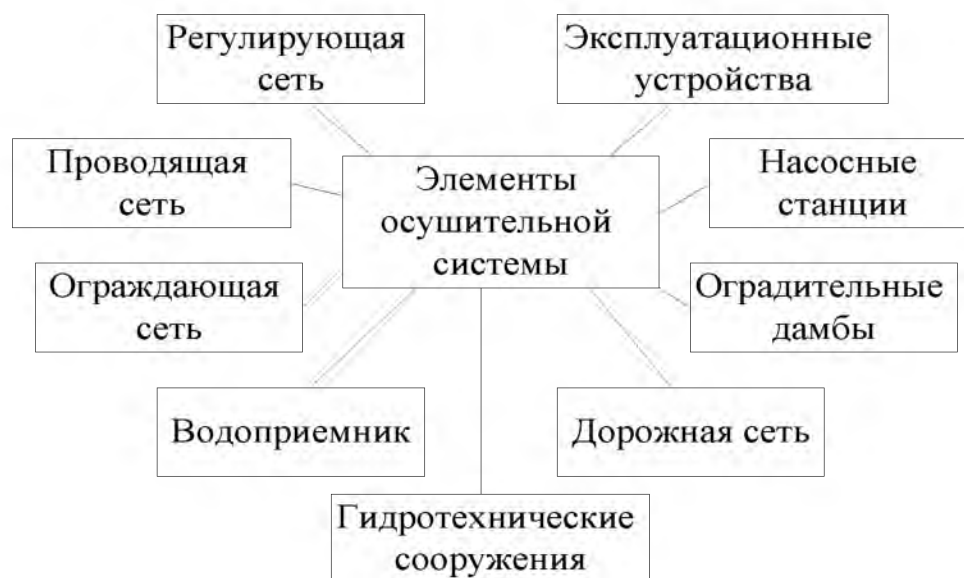 Регулирующая
сеть
Эксплуатационные
устройства
Проводящая
сеть
Элементы
осушительной
системы
Насосные
станции
Ограждающая
сеть
Оградительные
дамбы
Водоприемник
Дорожная сеть
Гидротехнические
сооружения